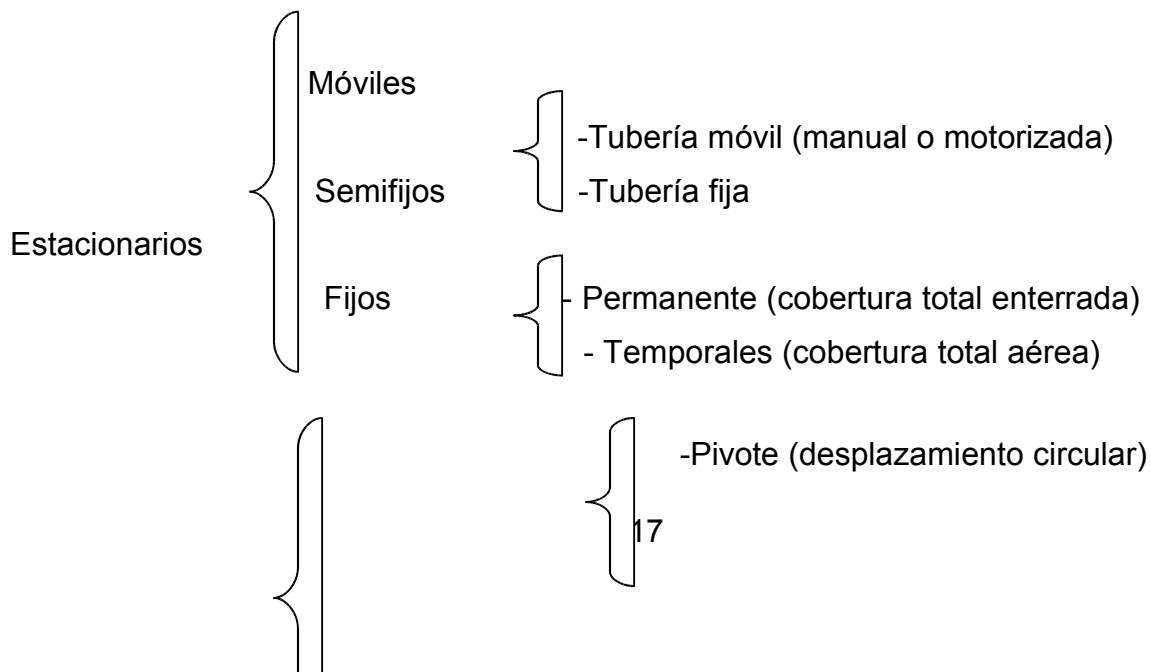 Móviles
-Tubería móvil (manual o motorizada)
Semifijos -Tubería fija
Estacionarios
Fijos - Permanente (cobertura total enterrada)
- Temporales (cobertura total aérea)
-Pivote (desplazamiento circular)
17